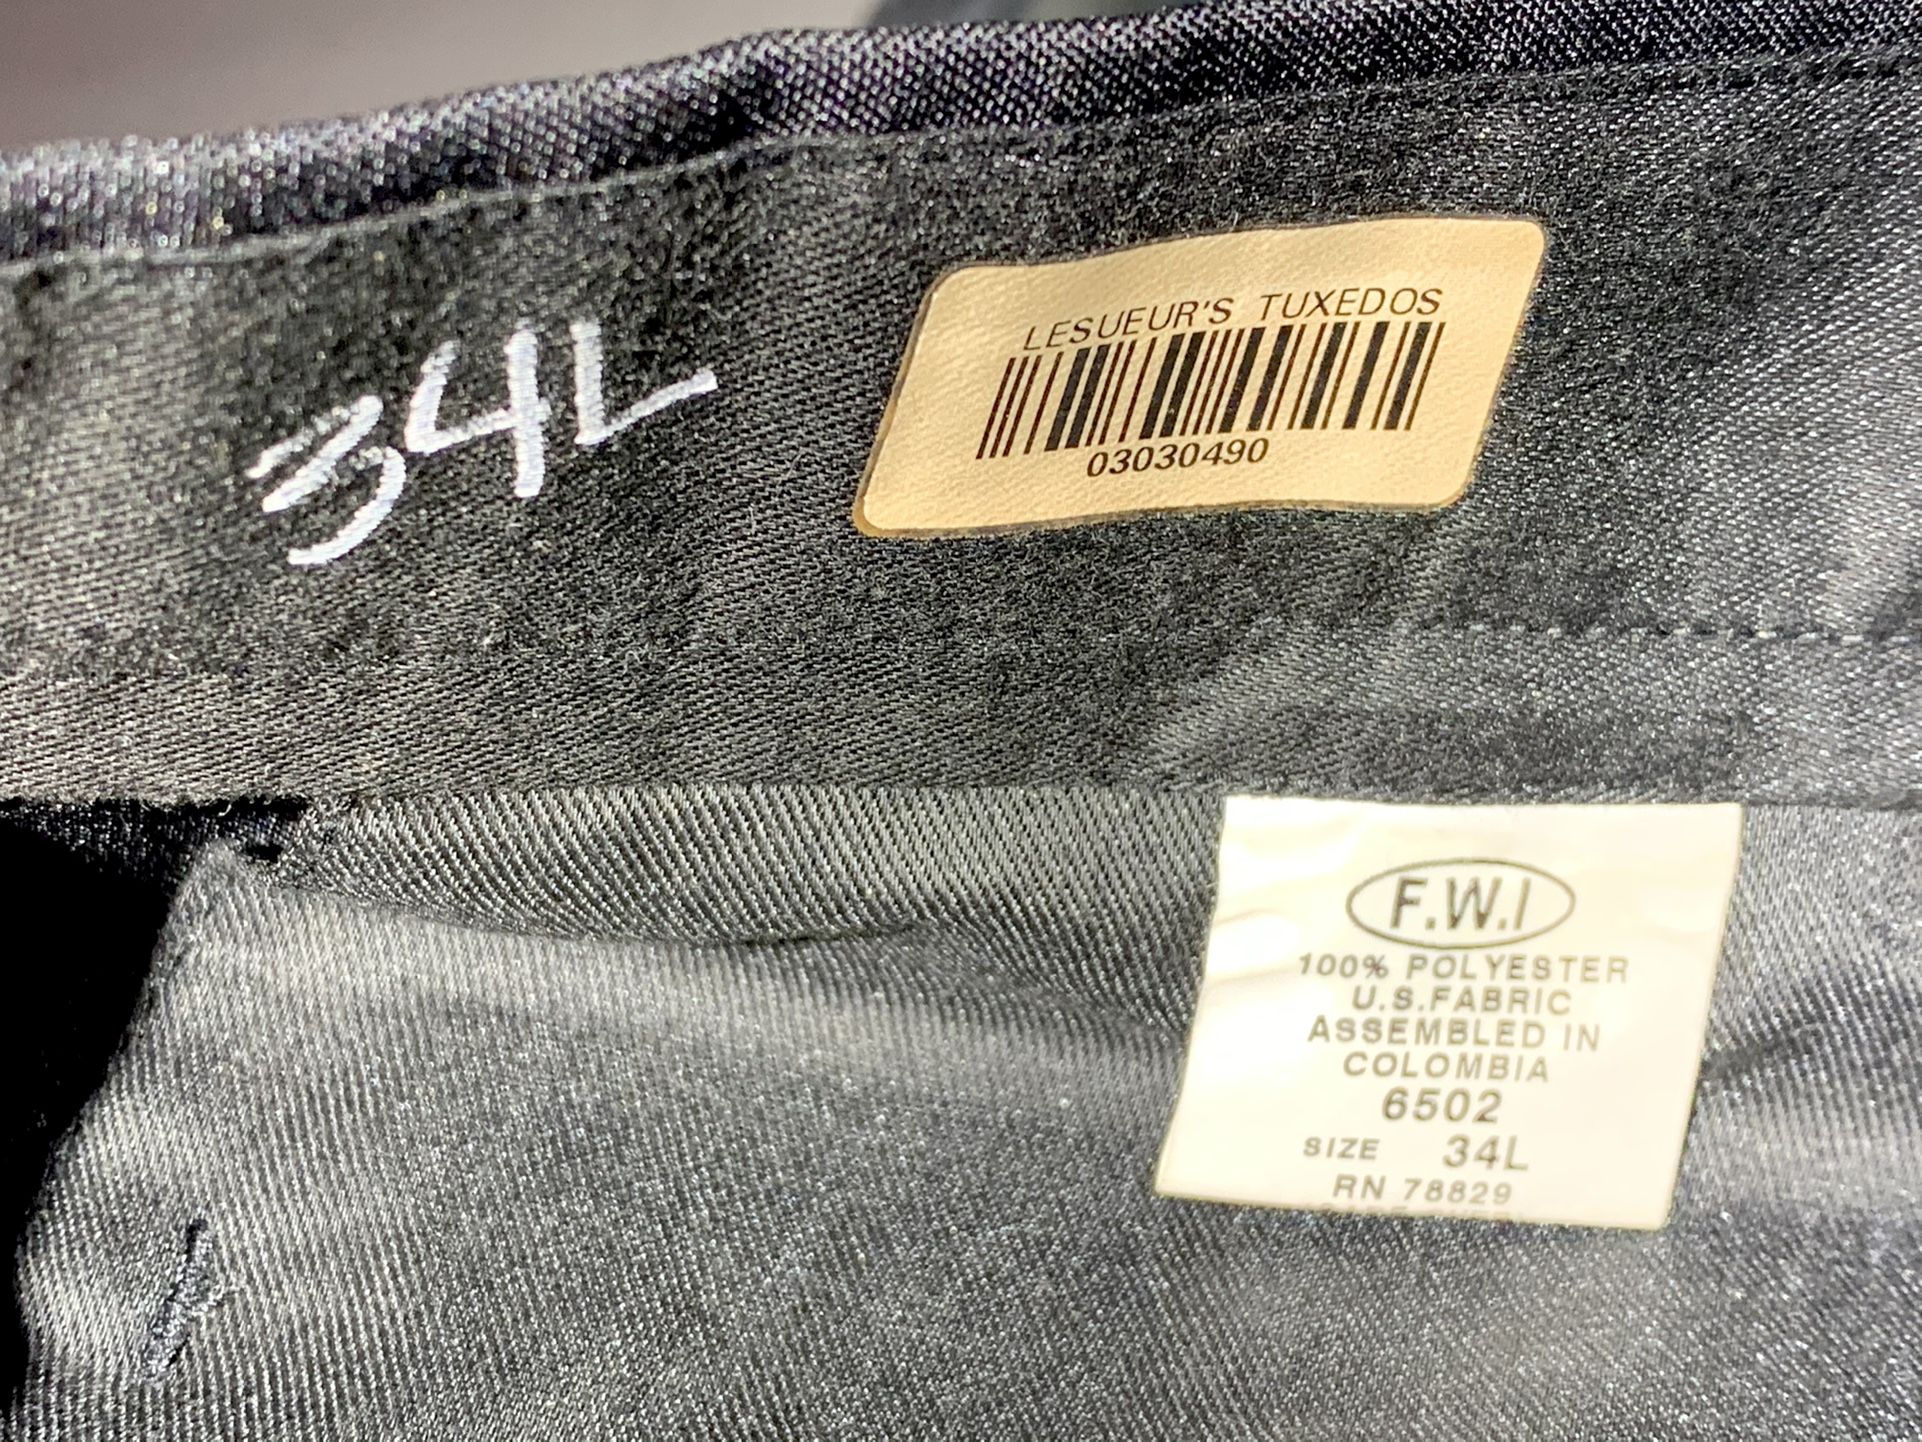 34L
LESUEUR'S TUXEDOS
03030490
F.W.I
100% POLYESTER
U.S.FABRIC
ASSEMBLED IN
COLOMBIA
6502
SIZE 34L
RN 78829